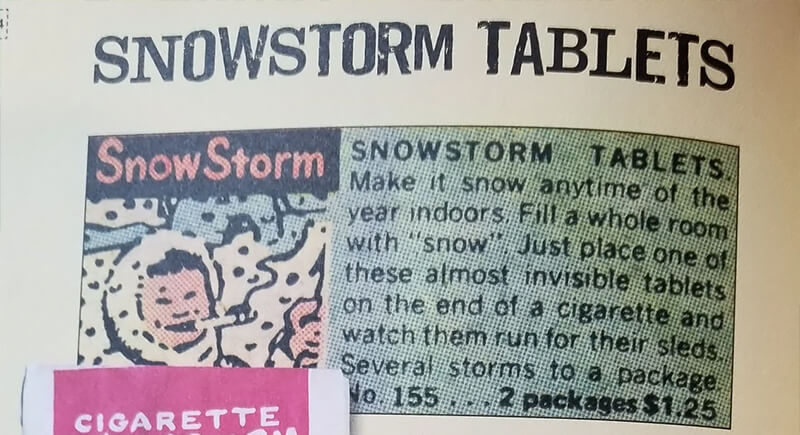 SNOWSTORM TABLETS
SnowStorm
SNOWSTORM TABLETS.
Make it snow anytime of the
year indoors. Fill a whole room
with "snow". Just place one of
these almost invisible tablets
on the end of a cigarette and
watch them run for their sleds.
Several storms to a package.
No. 155 . . . 2 packages $1.25
CIGARETTE